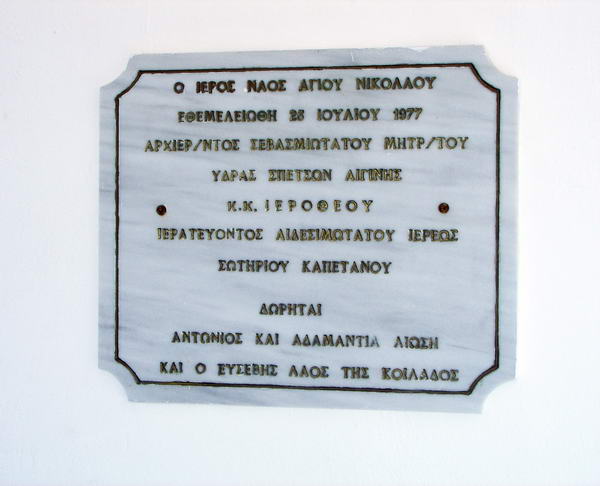 Ο ΙΕΡΟΣ ΝΑΟΣ ΑΓΙΟΥ ΝΙΚΟΛΑΟΥ
ΕΘΕΜΕΛΕΙΩΘΗ 28 ΙΟΥΛΙΟΥ 1977
ΑΡΧΙΕΡ/ΝΤΟΣ ΣΕΒΑΣΜΙΩΤΑΤΟΥ ΜΗΤΡ/ΤΟΥ
ΥΔΡΑΣ ΣΠΕΤΣΩΝ ΑΙΓΙΝΗΣ
Κ.Κ. ΙΕΡΟΘΕΟΥ
ΙΕΡΑΤΕΥΟΝΤΟΣ ΑΙΔΕΣΙΜΩΤΑΤΟΥ ΙΕΡΕΩΣ
ΣΩΤΗΡΙΟΥ ΚΑΠΕΤΑΝΟΥ
ΔΩΡΗΤΑΙ
ΑΝΤΩΝΙΟΣ ΚΑΙ ΑΔΑΜΑΝΤΙΑ ΛΙΩΣΗ
ΚΑΙ Ο ΕΥΣΕΒΗΣ ΛΑΟΣ ΤΗΣ ΚΟΙΛΑΔΟΣ